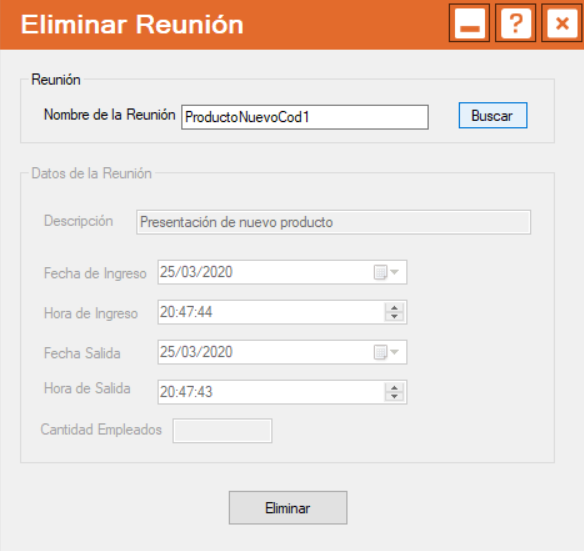 Eliminar Reunión
?
Reunión
Nombre de la Reunión ProductoNuevoCod1 Buscar
Datos de la Reunión
Descripción Presentación de nuevo producto
Fecha de Ingreso 25/03/2020
Hora de Ingreso 20:47:44
Fecha Salida 25/03/2020
Hora de Salida 20:47:43
Cantidad Empleados
Eliminar